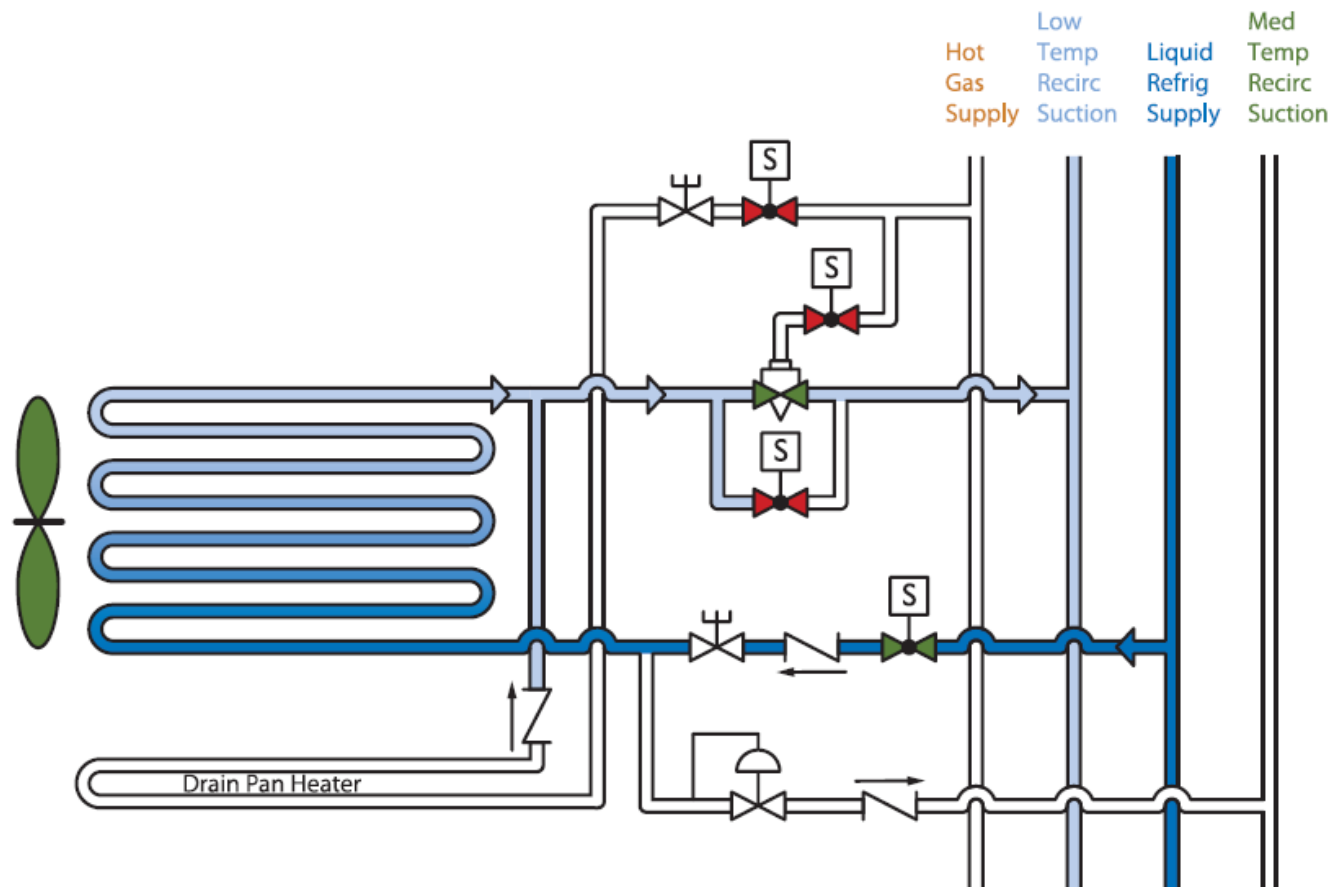 Hot
Gas
Supply
Low
Temp
Recirc
Suction
Liquid
Refrig
Supply
Med
Temp
Recirc
Suction
S
S
S
S
Drain Pan Heater